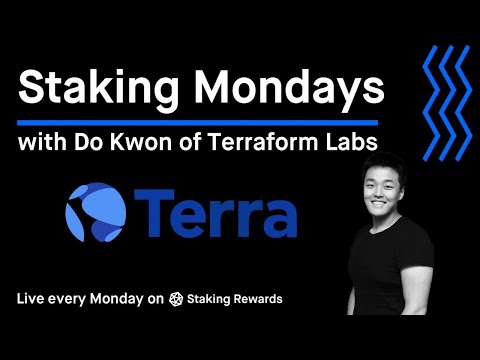 Staking Mondays
with Do Kwon of Terraform Labs
Terra
Live every Monday on Staking Rewards